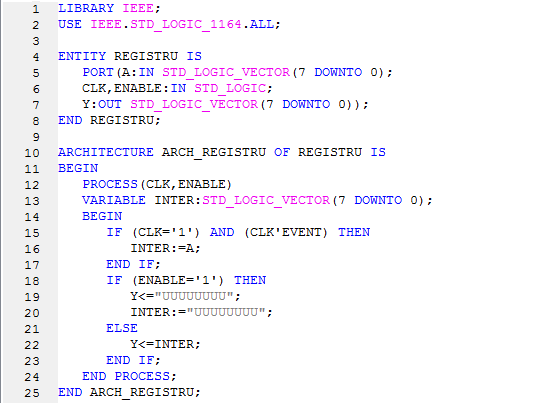 1 LIBRARY IEEE;
2 USE IEEE.STD_LOGIC_1164.ALL;
3
4 ENTITY REGISTRU IS
5 PORT(A:IN STD_LOGIC_VECTOR(7 DOWNTO 0);
6 CLK,ENABLE:IN STD_LOGIC;
7 Y:OUT STD_LOGIC_VECTOR(7 DOWNTO 0));
8 END REGISTRU;
9
10 ARCHITECTURE ARCH_REGISTRU OF REGISTRU IS
11 BEGIN
12 PROCESS(CLK,ENABLE)
13 VARIABLE INTER:STD_LOGIC_VECTOR(7 DOWNTO 0);
14 BEGIN
15 IF (CLK='1') AND (CLK'EVENT) THEN
16 INTER:=A;
17 END IF;
18 IF (ENABLE='1') THEN
19 Y<="UUUUUUUU";
20 INTER:="UUUUUUUU";
21 ELSE
22 Y<=INTER;
23 END IF;
24 END PROCESS;
25 END ARCH_REGISTRU;